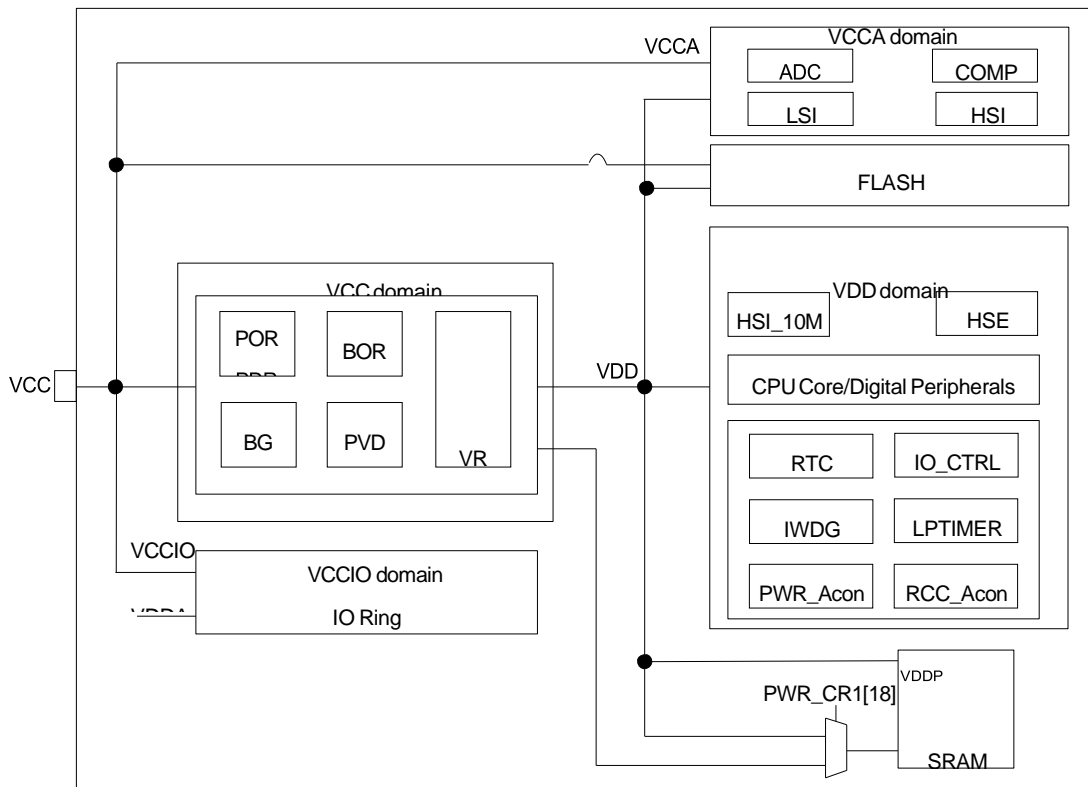 VCCA
VCCA domain
ADC
COMP
LSI
HSI
FLASH
VCC domain
VDD domain
HSI_10M
HSE
POR
BOR
VCC
VDD
CPU Core/Digital Peripherals
BG
PVD
VR
RTC
IO_CTRL
IWDG
LPTIMER
VCCIO
VCCIO domain
PWR_Acon
RCC_Acon
IO Ring
VDDP
PWR_CR1[18]
SRAM